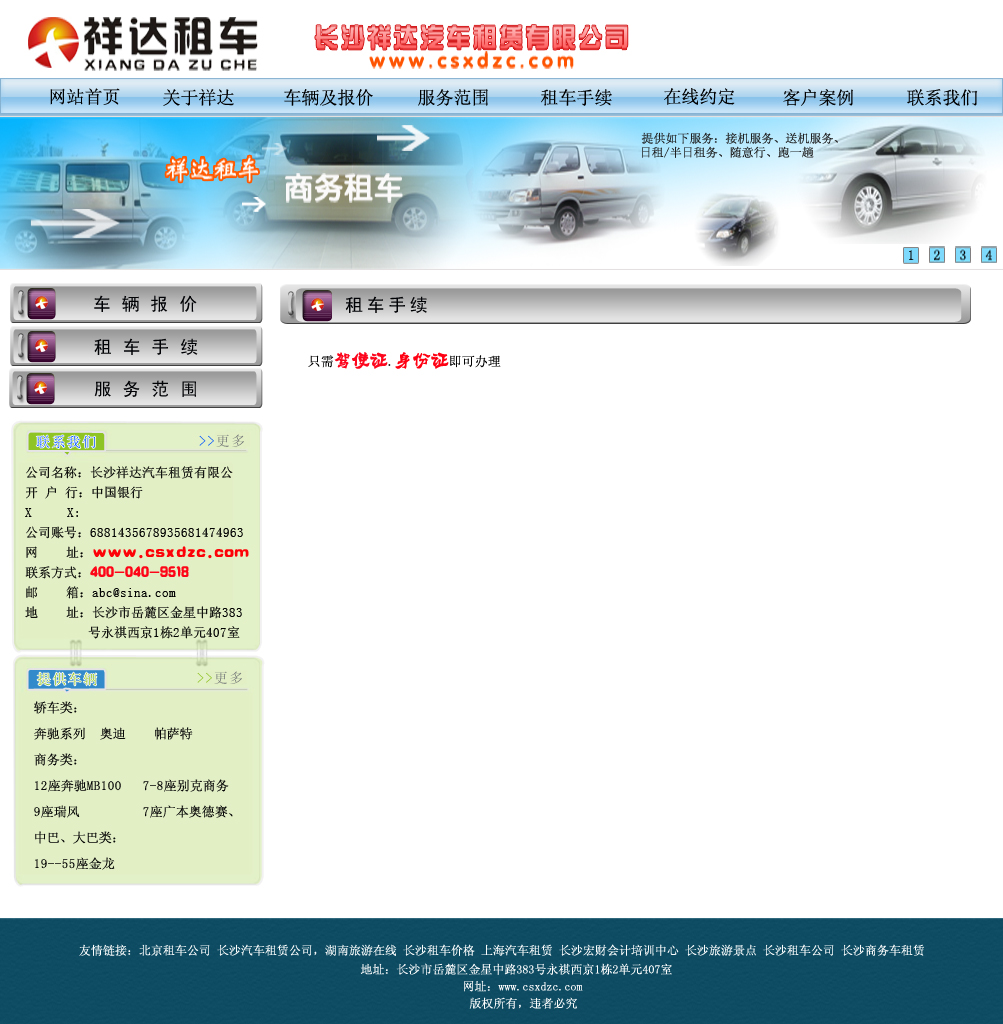 祥达租车
XIANG DA ZU CHE
长沙祥达汽车租赁有限公司
www.csxdzc.com
网站首页 关于祥达 车辆及报价 服务范围 租车手续 在线约定 客户案例 联系我们
祥达租车
商务租车
提供如下服务：接机服务、送机服务、
日租/半日租务、随意行、跑一趟
1 2 3 4
车辆报价
租车手续
服务范围
租车手续
只需驾使证.身份证即可办理
联系我们 >>更多
公司名称：长沙祥达汽车租赁有限公
开 户 行：中国银行
X X：
公司账号：6881435678935681474963
网 址：www.csxdzc.com
联系方式：400-040-9518
邮 箱：abc@sina.com
地 址：长沙市岳麓区金星中路383
号永祺西京1栋2单元407室
提供车辆 >>更多
轿车类：
奔驰系列 奥迪 帕萨特
商务类：
12座奔驰MB100 7-8座别克商务
9座瑞风 7座广本奥德赛、
中巴、大巴类：
19--55座金龙
友情链接：北京租车公司 长沙汽车租赁公司，湖南旅游在线 长沙租车价格 上海汽车租赁 长沙宏财会计培训中心 长沙旅游景点 长沙租车公司 长沙商务车租赁
地址：长沙市岳麓区金星中路383号永祺西京1栋2单元407室
网址：www.csxdzc.com
版权所有，违者必究